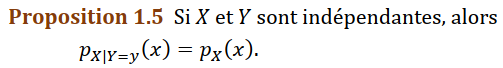 Proposition 1.5 Si X et Y sont indépendantes, alors
p_{X|Y=y}(x) = p_X(x).